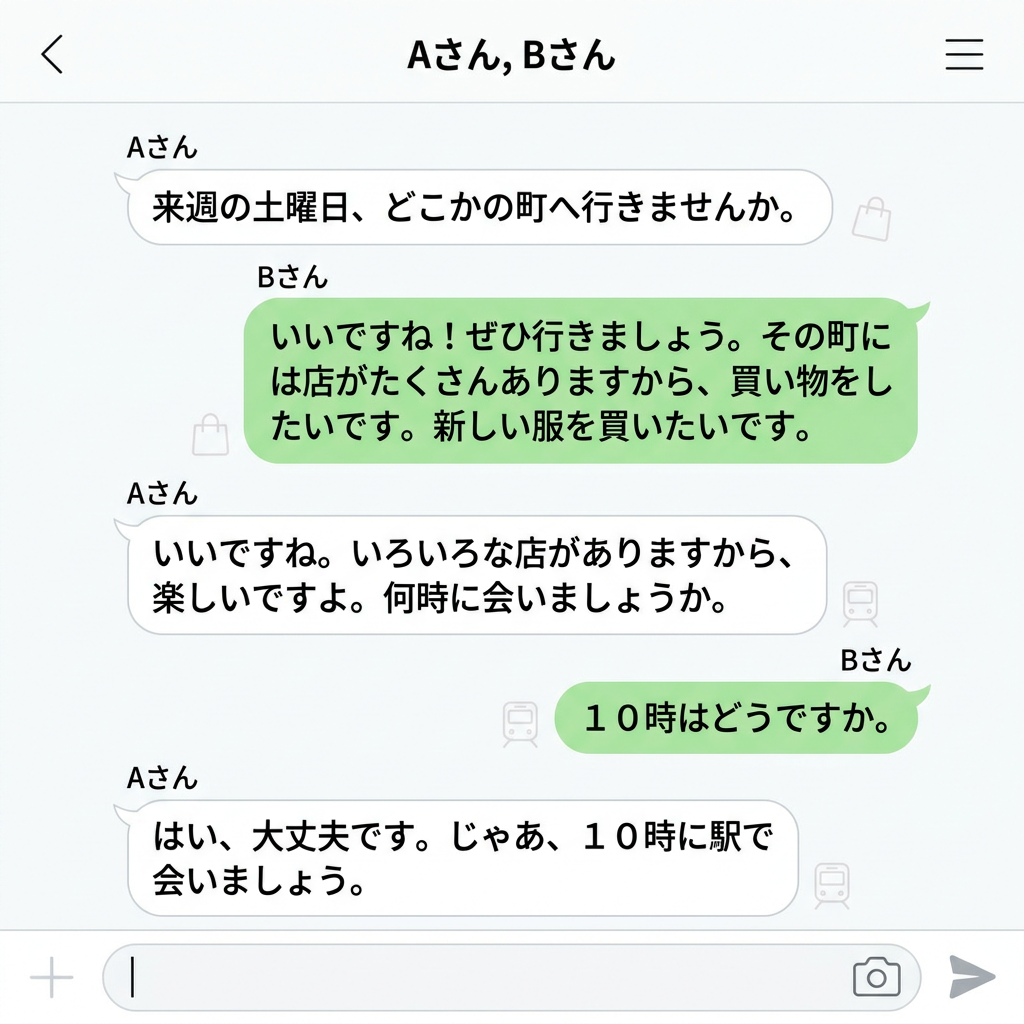 Aさん, Bさん
Aさん
来週の土曜日、どこかの町へ行きませんか。
Bさん
いいですね！ぜひ行きましょう。その町に
は店がたくさんありますから、買い物をし
たいです。新しい服を買いたいです。
Aさん
いいですね。いろいろな店がありますから、
楽しいですよ。何時に会いましょうか。
Bさん
１０時はどうですか。
Aさん
はい、大丈夫です。じゃあ、１０時に駅で
会いましょう。